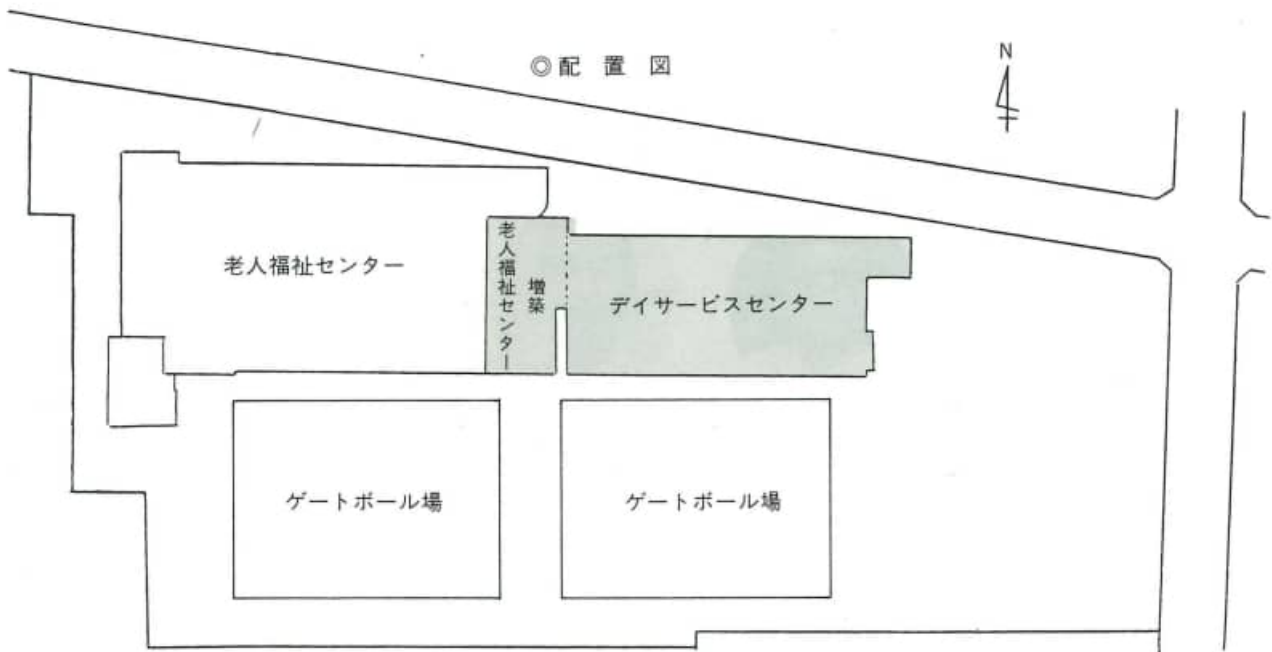 ◎配置図
N
老人福祉センター
老人福祉センター
増築
デイサービスセンター
ゲートボール場
ゲートボール場